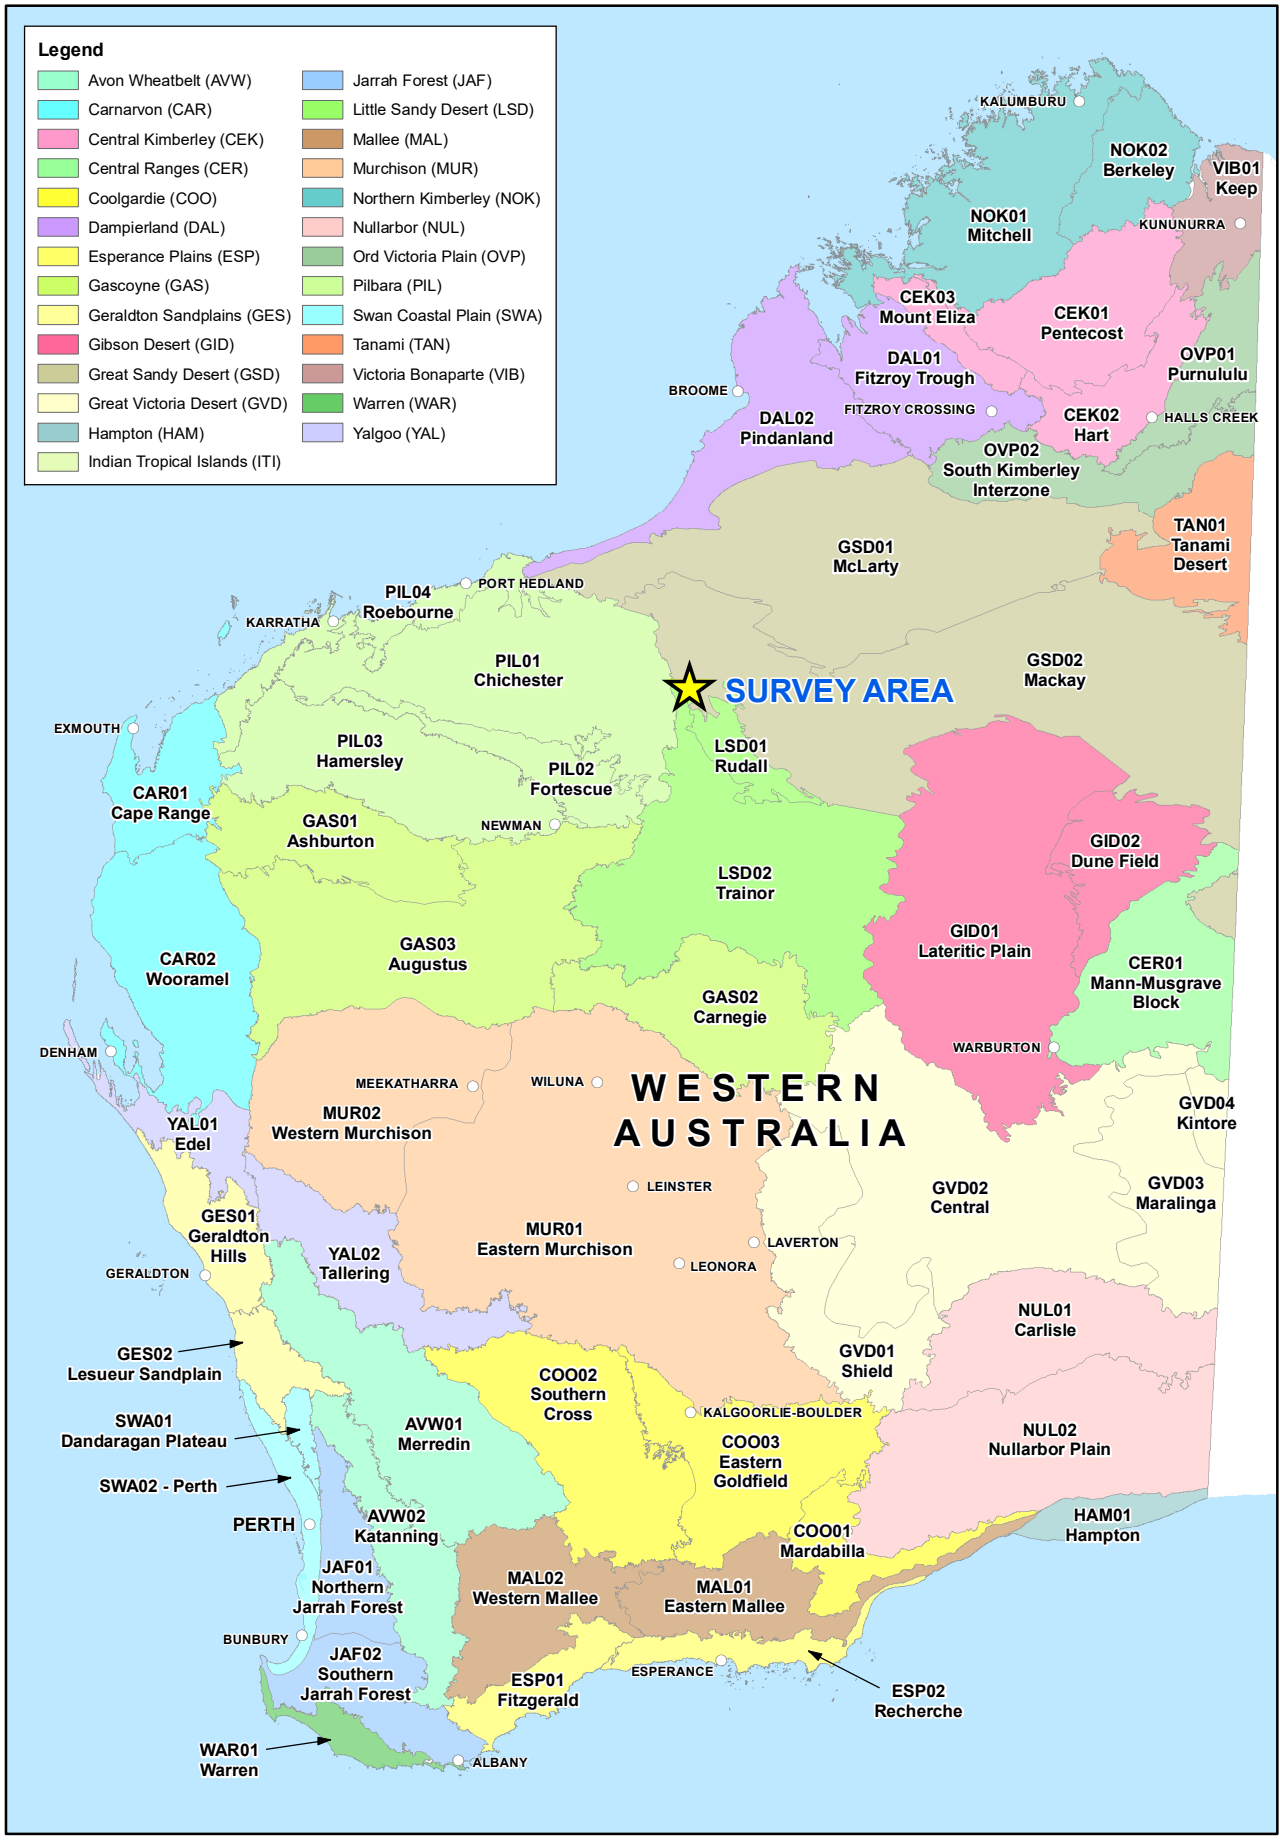 Legend
Avon Wheatbelt (AVW)
Carnarvon (CAR)
Central Kimberley (CEK)
Central Ranges (CER)
Coolgardie (COO)
Dampierland (DAL)
Esperance Plains (ESP)
Gascoyne (GAS)
Geraldton Sandplains (GES)
Gibson Desert (GID)
Great Sandy Desert (GSD)
Great Victoria Desert (GVD)
Hampton (HAM)
Indian Tropical Islands (ITI)
Jarrah Forest (JAF)
Little Sandy Desert (LSD)
Mallee (MAL)
Murchison (MUR)
Northern Kimberley (NOK)
Nullarbor (NUL)
Ord Victoria Plain (OVP)
Pilbara (PIL)
Swan Coastal Plain (SWA)
Tanami (TAN)
Victoria Bonaparte (VIB)
Warren (WAR)
Yalgoo (YAL)
KALUMBURU
NOK02
Berkeley
VIB01
Keep
NOK01
Mitchell
KUNUNURRA
CEK03
Mount Eliza
CEK01
Pentecost
DAL01
Fitzroy Trough
OVP01
Purnululu
BROOME
FITZROY CROSSING
DAL02
Pindanland
CEK02
Hart
HALLS CREEK
OVP02
South Kimberley
Interzone
TAN01
Tanami
Desert
GSD01
McLarty
PORT HEDLAND
PIL04
Roebourne
KARRATHA
PIL01
Chichester
GSD02
Mackay
SURVEY AREA
EXMOUTH
PIL03
Hamersley
LSD01
Rudall
PIL02
Fortescue
CAR01
Cape Range
GAS01
Ashburton
NEWMAN
GID02
Dune Field
LSD02
Trainor
GAS03
Augustus
GID01
Lateritic Plain
CAR02
Wooramel
CER01
Mann-Musgrave
Block
GAS02
Carnegie
DENHAM
WARBURTON
MEEKATHARRA
WILUNA
WESTERN
AUSTRALIA
MUR02
Western Murchison
YAL01
Edel
GVD04
Kintore
LEINSTER
GVD02
Central
GVD03
Maralinga
GES01
Geraldton
Hills
MUR01
Eastern Murchison
LAVERTON
YAL02
Tallering
LEONORA
GERALDTON
NUL01
Carlisle
GES02
Lesueur Sandplain
GVD01
Shield
COO02
Southern
Cross
SWA01
Dandaragan Plateau
AVW01
Merredin
KALGOORLIE-BOULDER
COO03
Eastern
Goldfield
NUL02
Nullarbor Plain
SWA02 - Perth
PERTH
AVW02
Katanning
COO01
Mardabilla
HAM01
Hampton
JAF01
Northern
Jarrah Forest
MAL02
Western Mallee
MAL01
Eastern Mallee
BUNBURY
JAF02
Southern
Jarrah Forest
ESP01
Fitzgerald
ESPERANCE
ESP02
Recherche
WAR01
Warren
ALBANY